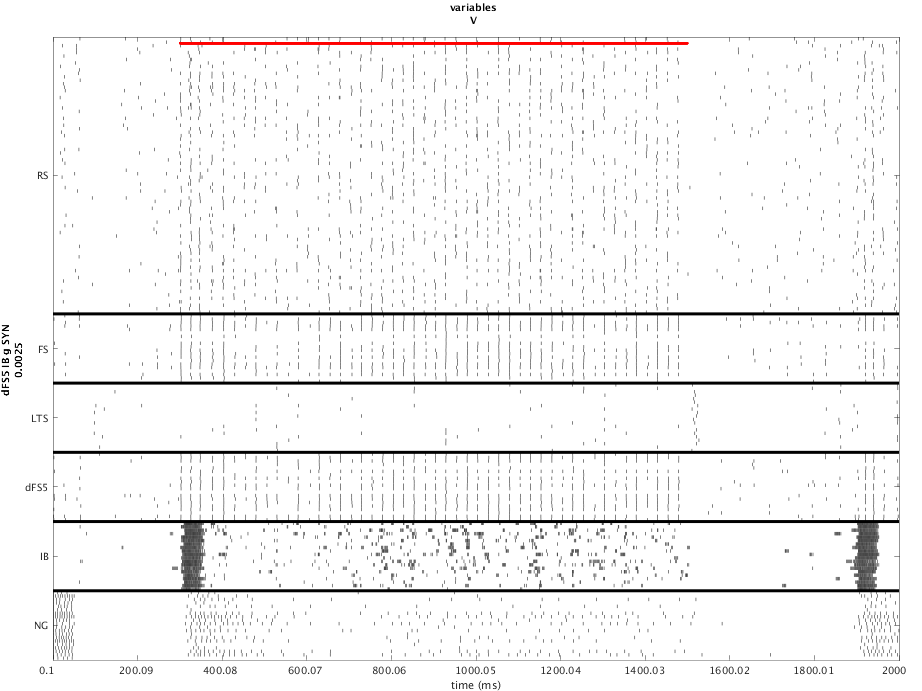 variables
V
RS
FS
LTS
dFS5
IB
NG
dFS5 IB g SYN
0.0025
0.1 200.09 400.08 600.07 800.06 1000.05 1200.04 1400.03 1600.02 1800.01 2000
time (ms)